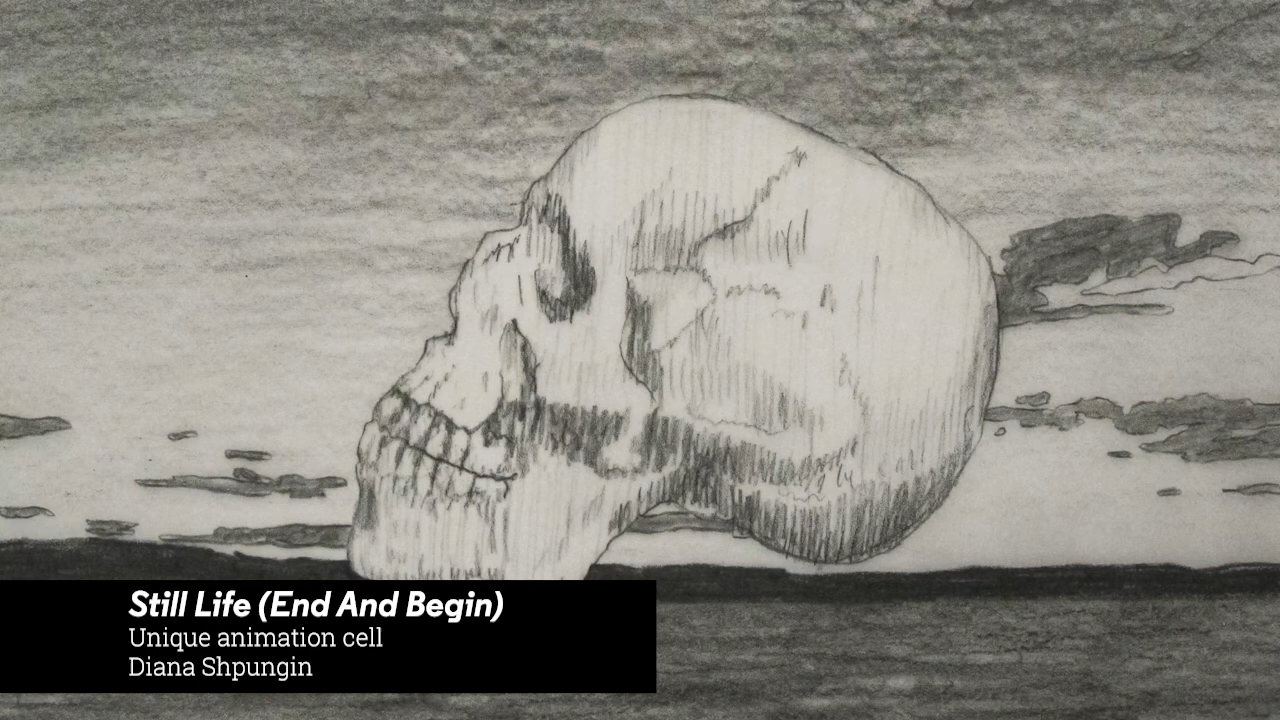 Still Life (End And Begin)
Unique animation cell
Diana Shpungin